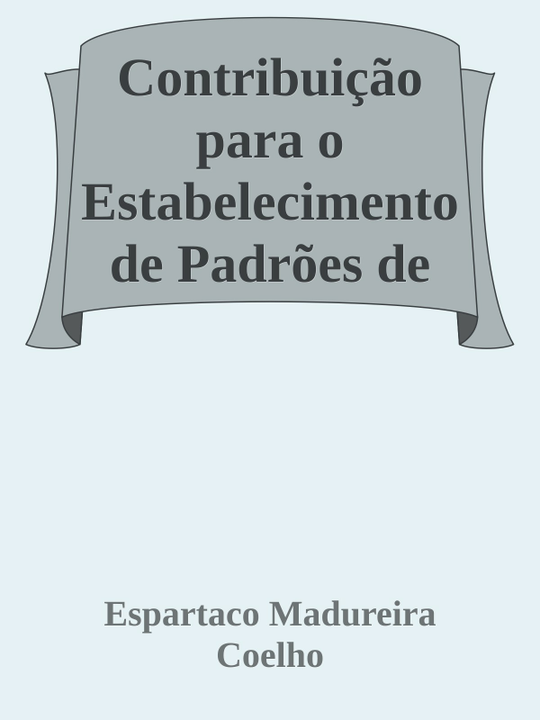 Contribuição
para o
Estabelecimento
de Padrões de
Espartaco Madureira
Coelho